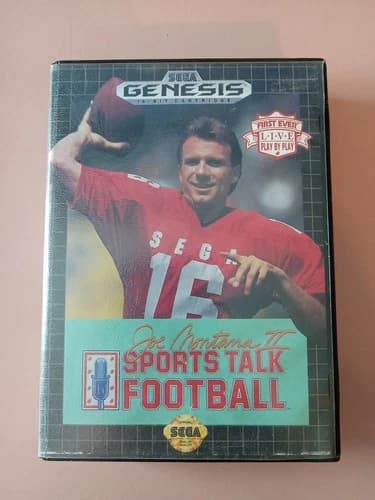 SEGA
GENESIS
16-BIT CARTRIDGE
FIRST EVER!
LIVE
PLAY BY PLAY
SEGA
16
Joe Montana II
SPORTS TALK
FOOTBALL™
SEGA